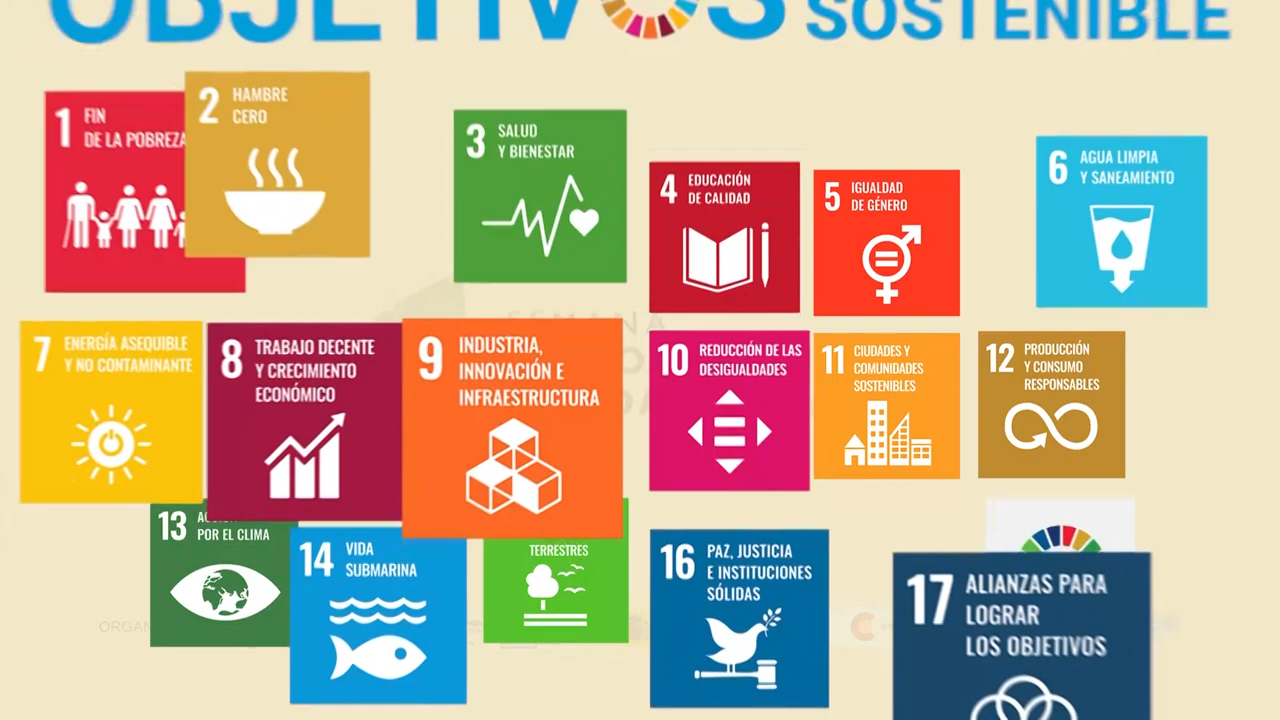 OBJETIVOS
SOSTENIBLE
1 FIN
DE LA POBREZA
2 HAMBRE
CERO
3 SALUD
Y BIENESTAR
4 EDUCACIÓN
DE CALIDAD
5 IGUALDAD
DE GÉNERO
6 AGUA LIMPIA
Y SANEAMIENTO
7 ENERGÍA ASEQUIBLE
Y NO CONTAMINANTE
8 TRABAJO DECENTE
Y CRECIMIENTO
ECONÓMICO
9 INDUSTRIA,
INNOVACIÓN E
INFRAESTRUCTURA
10 REDUCCIÓN DE LAS
DESIGUALDADES
11 CIUDADES Y
COMUNIDADES
SOSTENIBLES
12 PRODUCCIÓN
Y CONSUMO
RESPONSABLES
13
POR EL CLIMA
14 VIDA
SUBMARINA
TERRESTRES
16 PAZ, JUSTICIA
E INSTITUCIONES
SÓLIDAS
17 ALIANZAS PARA
LOGRAR
LOS OBJETIVOS
SEMANA
ORGAN